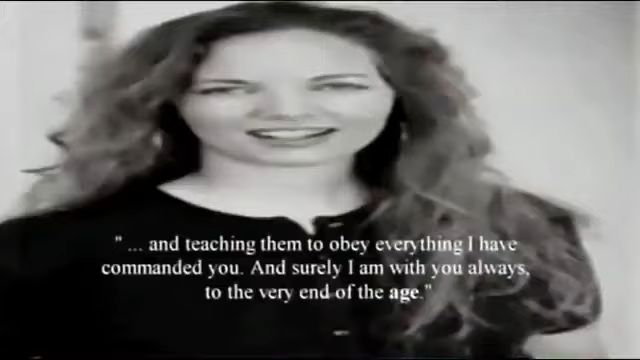 " ... and teaching them to obey everything I have
commanded you. And surely I am with you always,
to the very end of the age."